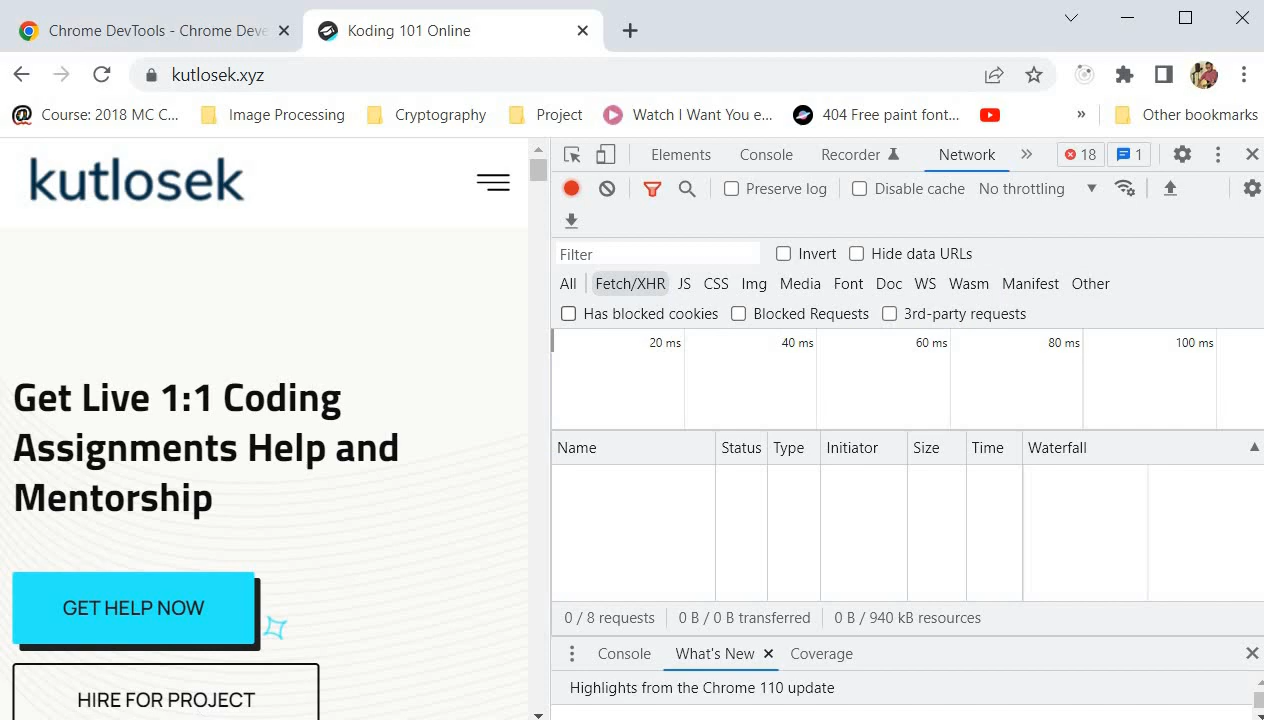 Chrome DevTools - Chrome Deve
Koding 101 Online
kutlosek.xyz
Course: 2018 MC C...
Image Processing
Cryptography
Project
Watch I Want You e...
404 Free paint font...
»
Other bookmarks
kutlosek
Get Live 1:1 Coding
Assignments Help and
Mentorship
GET HELP NOW
HIRE FOR PROJECT
Elements Console Recorder Network » 18 1
Preserve log Disable cache No throttling
Filter Invert Hide data URLs
All Fetch/XHR JS CSS Img Media Font Doc WS Wasm Manifest Other
Has blocked cookies Blocked Requests 3rd-party requests
20 ms 40 ms 60 ms 80 ms 100 ms
Name Status Type Initiator Size Time Waterfall
0 / 8 requests 0 B / 0 B transferred 0 B / 940 kB resources
Console What's New Coverage
Highlights from the Chrome 110 update